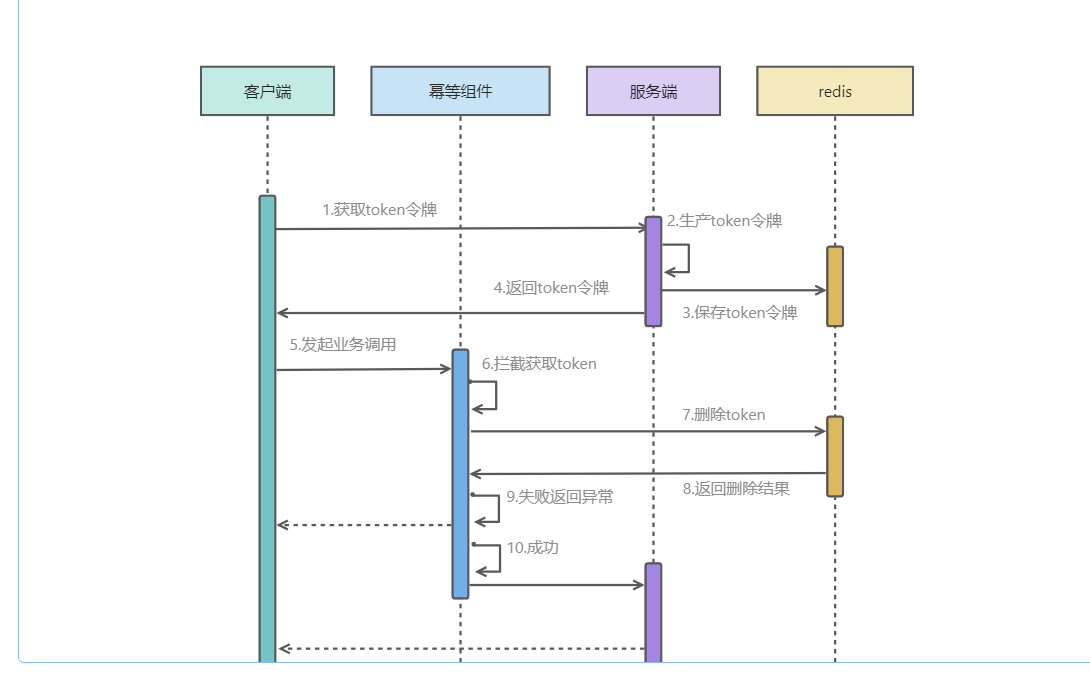 客户端
幂等组件
服务端
redis
1.获取token令牌
2.生产token令牌
4.返回token令牌
3.保存token令牌
5.发起业务调用
6.拦截获取token
7.删除token
8.返回删除结果
9.失败返回异常
10.成功